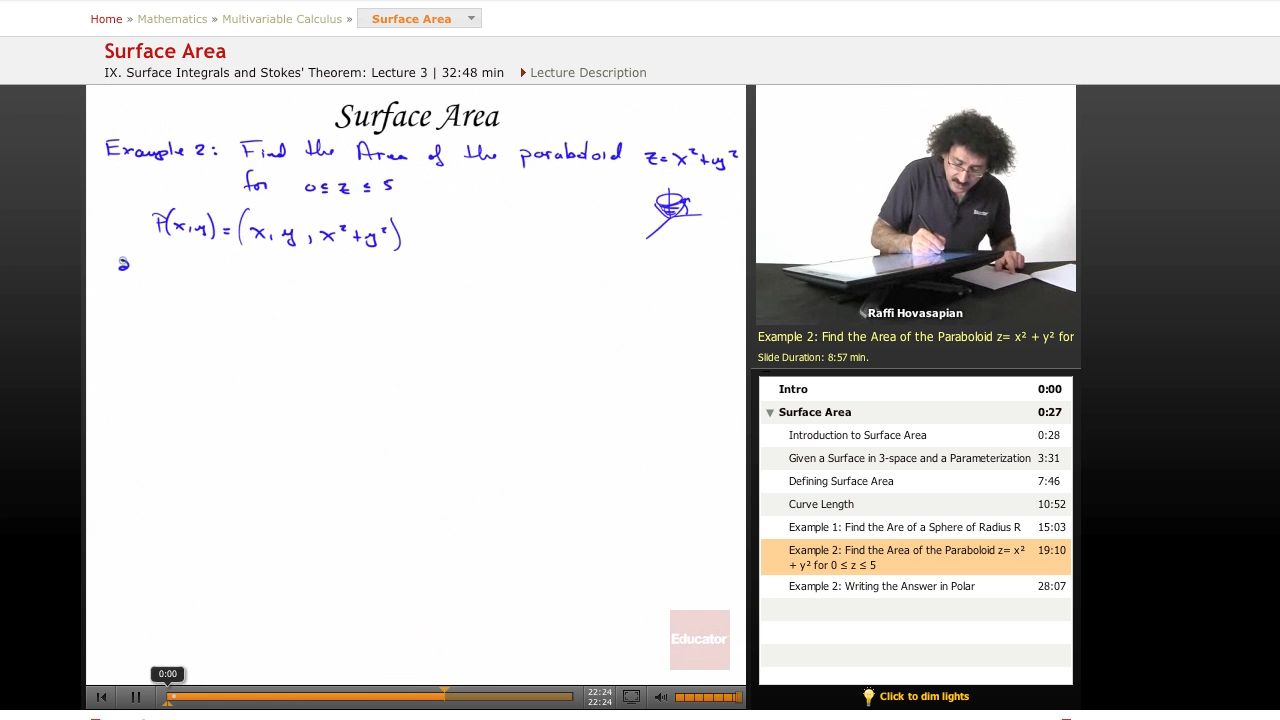 Home » Mathematics » Multivariable Calculus » Surface Area
Surface Area
IX. Surface Integrals and Stokes' Theorem: Lecture 3 | 32:48 min Lecture Description
Surface Area
Example 2: Find the Area of the paraboloid z = x² + y²
for 0 ≤ z ≤ 5
P(x,y) = (x, y, x² + y²)
Educator
Raffi Hovasapian
Example 2: Find the Area of the Paraboloid z= x² + y² for
Slide Duration: 8:57 min.
Intro 0:00
Surface Area 0:27
Introduction to Surface Area 0:28
Given a Surface in 3-space and a Parameterization 3:31
Defining Surface Area 7:46
Curve Length 10:52
Example 1: Find the Are of a Sphere of Radius R 15:03
Example 2: Find the Area of the Paraboloid z= x² 19:10
+ y² for 0 ≤ z ≤ 5
Example 2: Writing the Answer in Polar 28:07
0:00
22:24
22:24
Click to dim lights